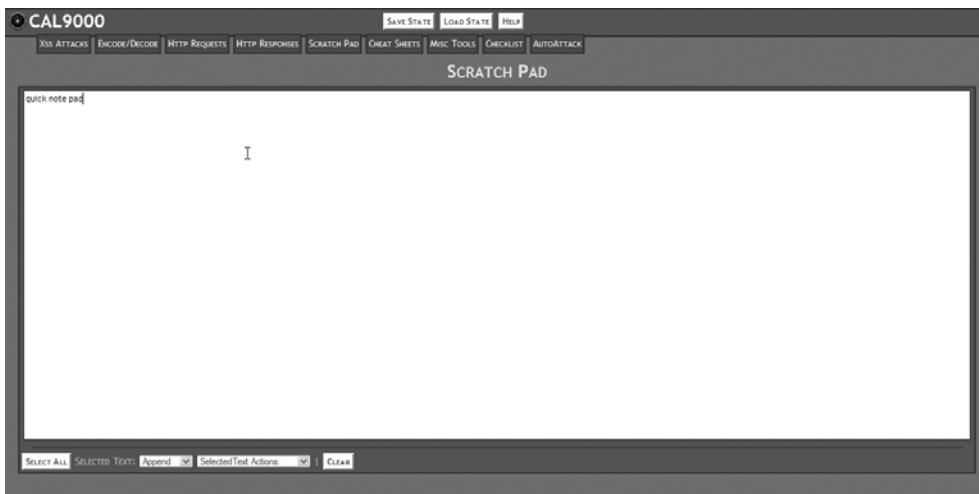 CAL9000 SAVE STATE LOAD STATE HELP
XSS ATTACKS ENCODE/DECODE HTTP REQUESTS HTTP RESPONSES SCRATCH PAD CHEAT SHEETS MISC TOOLS CHECKLIST AUTOATTACK
SCRATCH PAD
quick note pad
SELECT ALL SELECTED TEXT: Append Selected Text Actions: | CLEAR